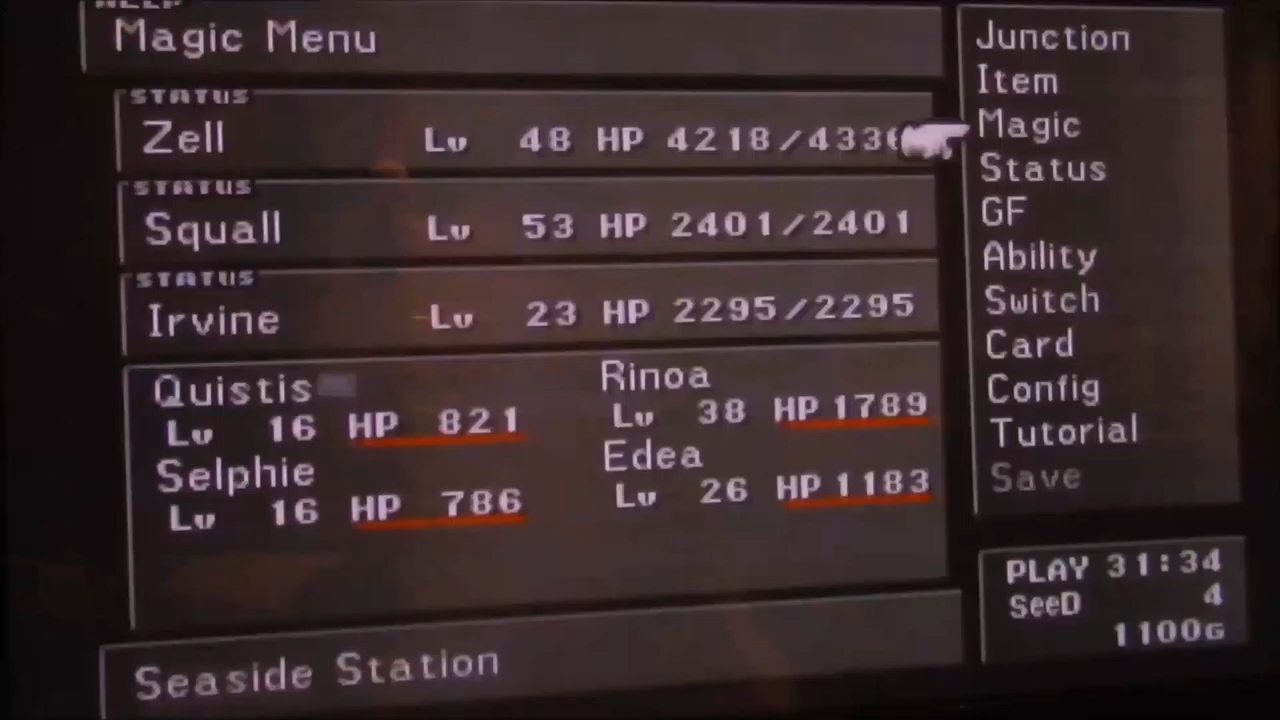 HELP
Magic Menu
STATUS
Zell Lv 48 HP 4218/433
STATUS
Squall Lv 53 HP 2401/2401
STATUS
Irvine Lv 23 HP 2295/2295
Quistis
Lv 16 HP 821
Selphie
Lv 16 HP 786
Rinoa
Lv 38 HP 1789
Edea
Lv 26 HP 1183
Seaside Station
Junction
Item
Magic
Status
GF
Ability
Switch
Card
Config
Tutorial
Save
PLAY 31:34
SeeD 4
1100G